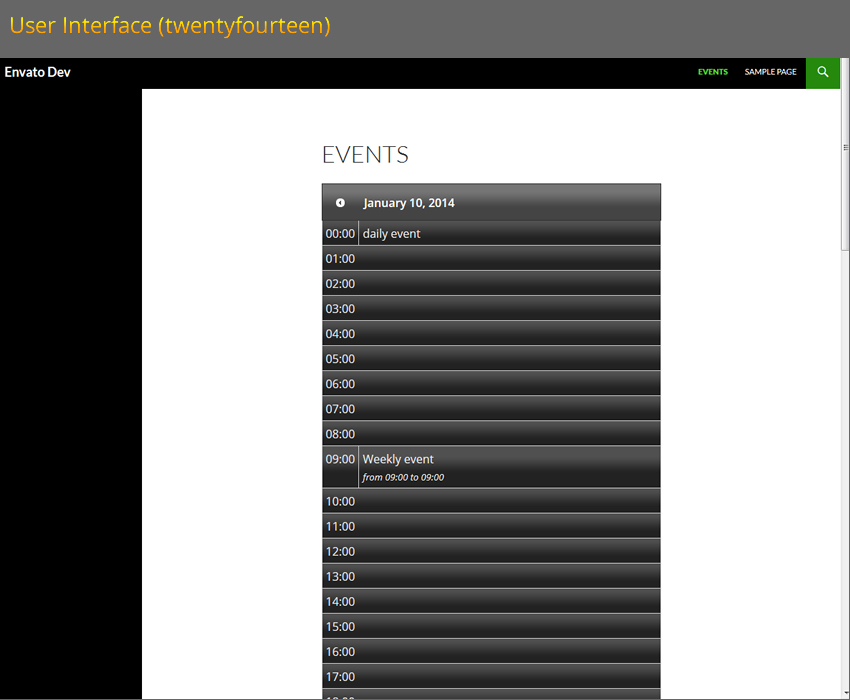 User Interface (twentyfourteen)
Envato Dev
EVENTS
SAMPLE PAGE
EVENTS
January 10, 2014
00:00 daily event
01:00
02:00
03:00
04:00
05:00
06:00
07:00
08:00
09:00 Weekly event
from 09:00 to 09:00
10:00
11:00
12:00
13:00
14:00
15:00
16:00
17:00